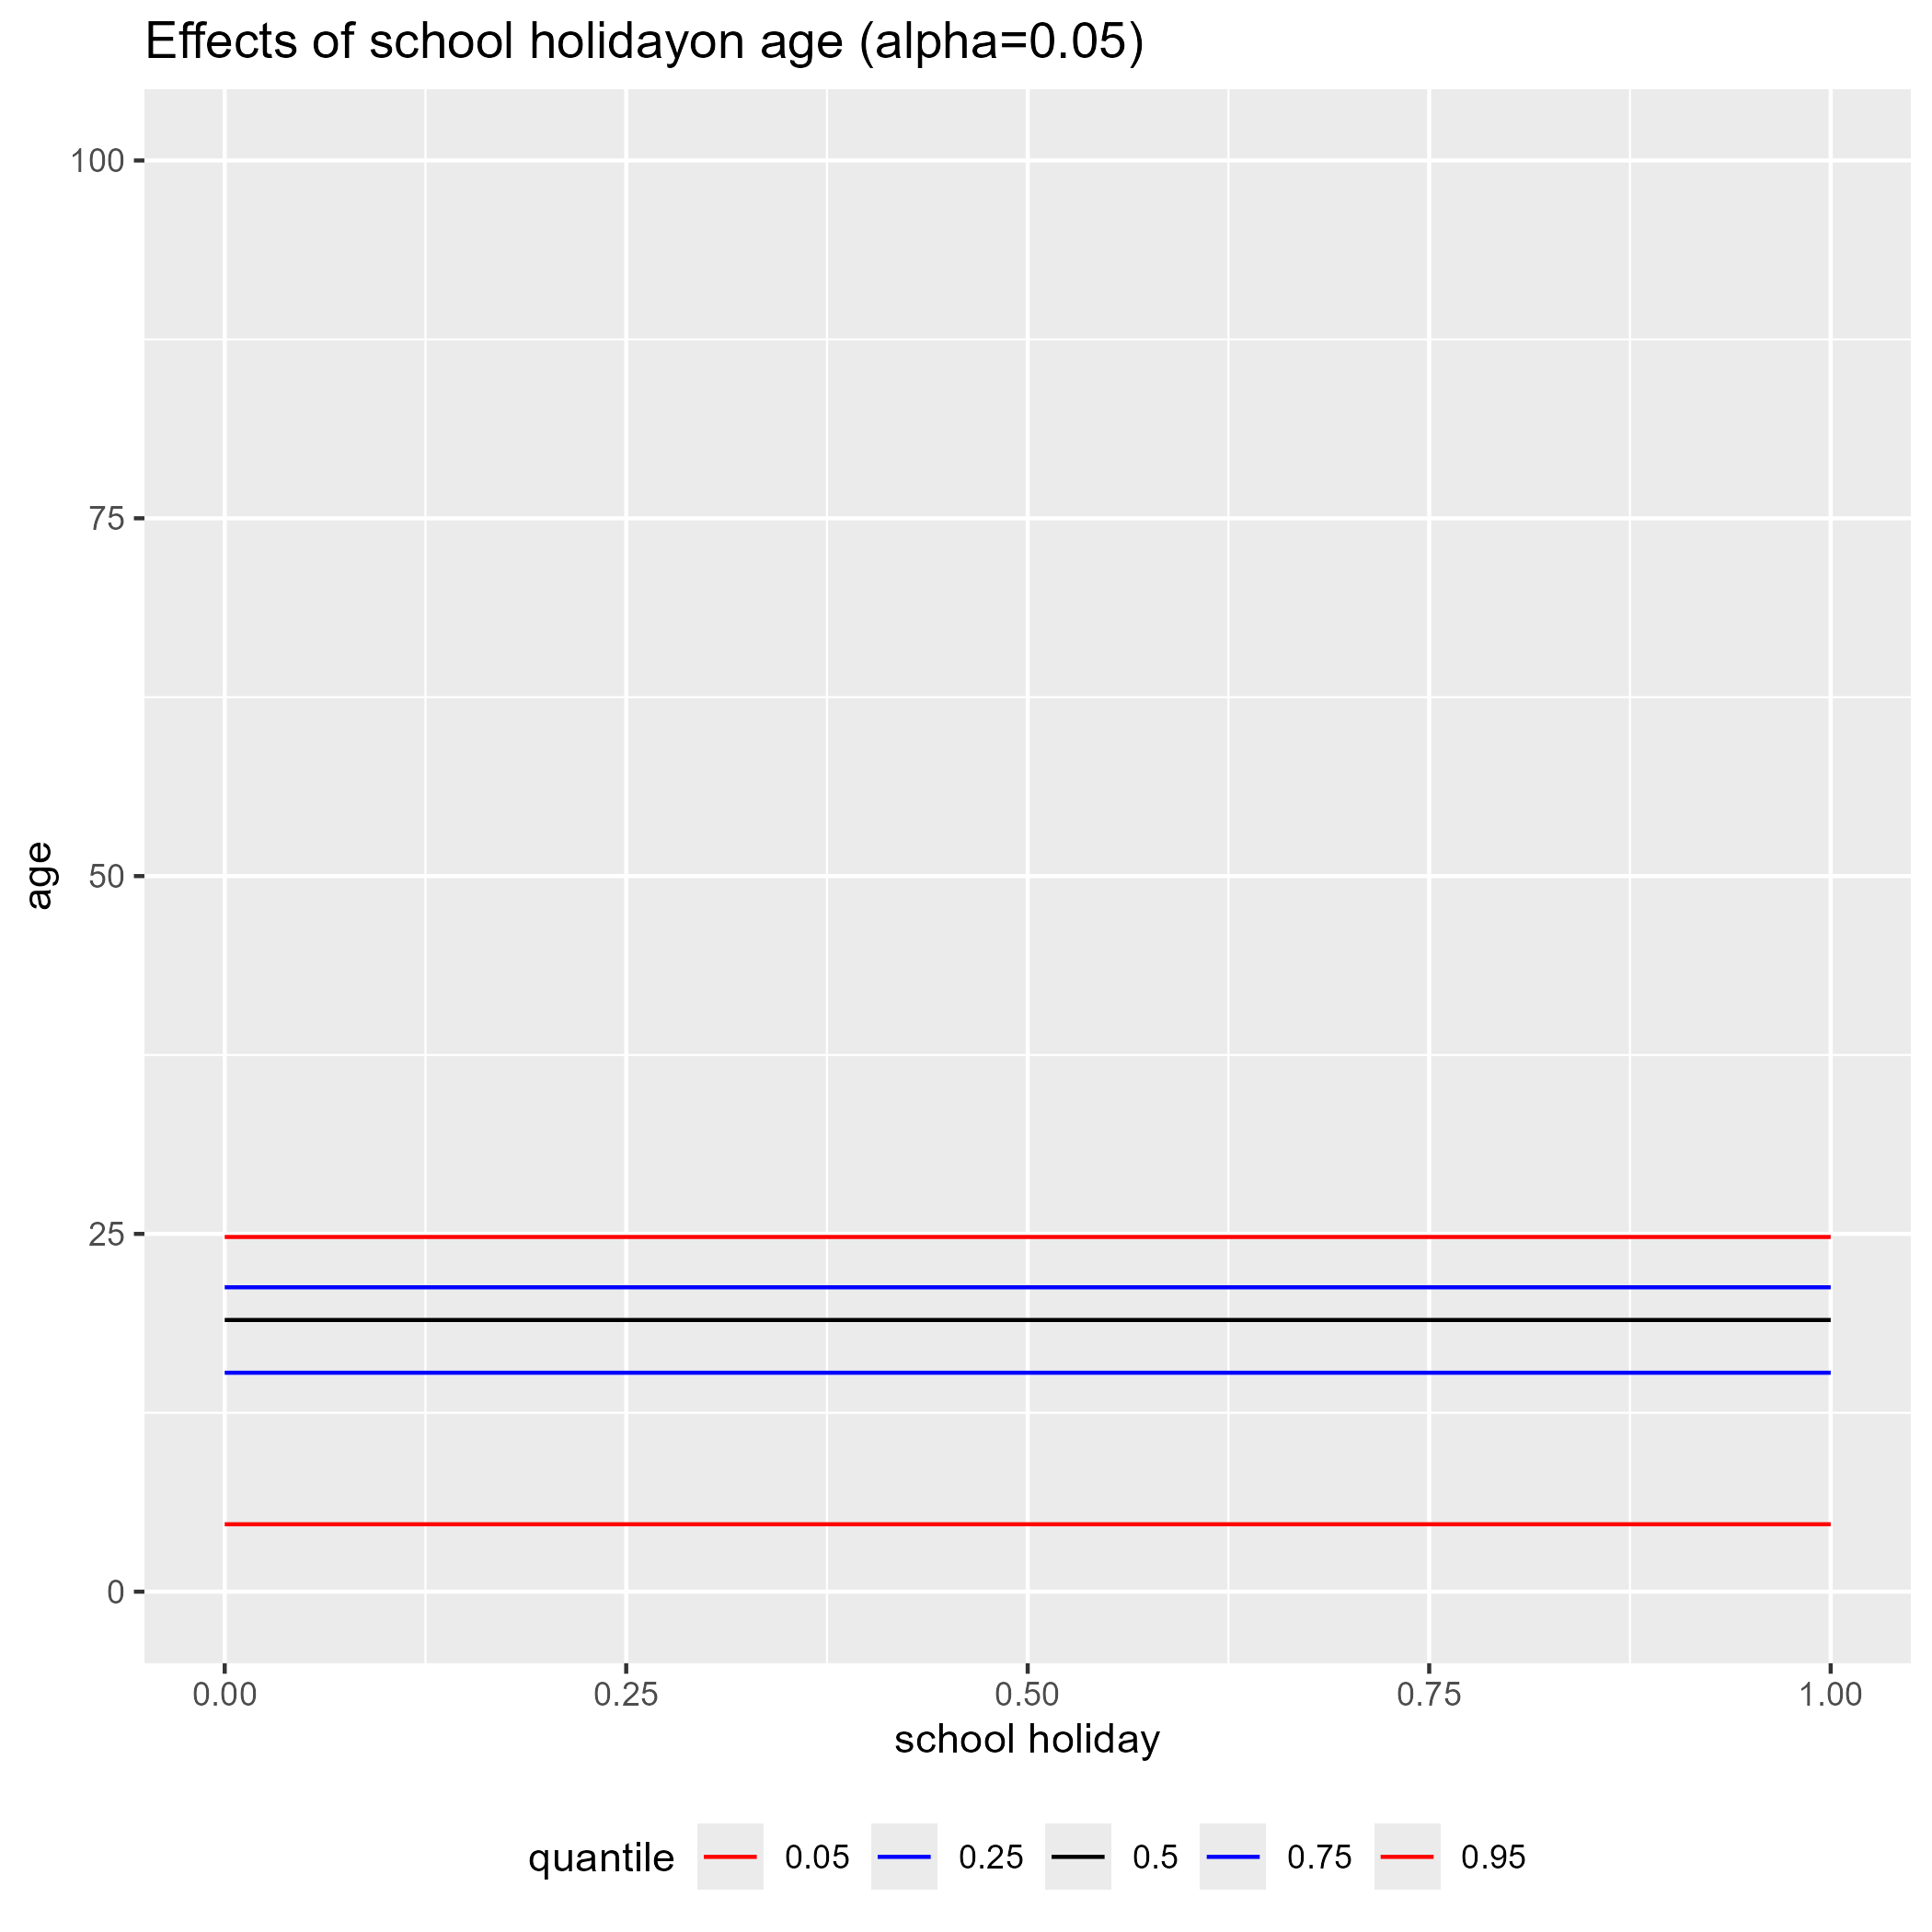 Effects of school holidayon age (alpha=0.05)
100
75
50
25
0
age
0.00 0.25 0.50 0.75 1.00
school holiday
quantile 0.05 0.25 0.5 0.75 0.95